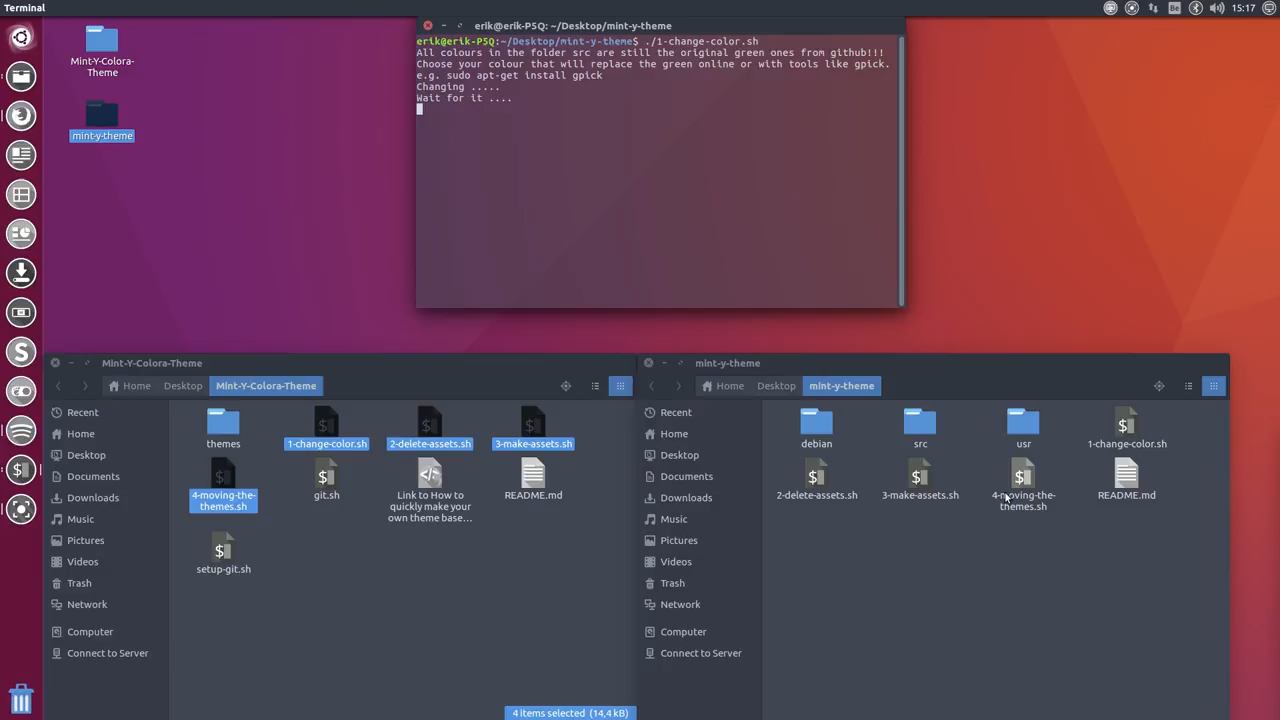 Terminal
Be
15:17
Mint-Y-Colora-
Theme
mint-y-theme
erik@erik-P5Q: ~/Desktop/mint-y-theme
erik@erik-P5Q:~/Desktop/mint-y-theme$ ./1-change-color.sh
All colours in the folder src are still the original green ones from github!!!
Choose your colour that will replace the green online or with tools like gpick.
e.g. sudo apt-get install gpick
Changing .....
Wait for it ....
Mint-Y-Colora-Theme
Home
Desktop
Mint-Y-Colora-Theme
Recent
Home
Desktop
Documents
Downloads
Music
Pictures
Videos
Trash
Network
Computer
Connect to Server
themes
1-change-color.sh
2-delete-assets.sh
3-make-assets.sh
4-moving-the-
themes.sh
git.sh
Link to How to
quickly make your
own theme base...
README.md
setup-git.sh
4 items selected (14,4 kB)
mint-y-theme
Home
Desktop
mint-y-theme
Recent
Home
Desktop
Documents
Downloads
Music
Pictures
Videos
Trash
Network
Computer
Connect to Server
debian
src
usr
1-change-color.sh
2-delete-assets.sh
3-make-assets.sh
4-moving-the-
themes.sh
README.md